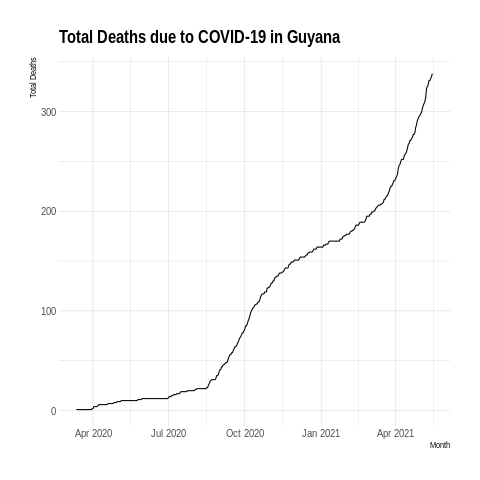 Total Deaths due to COVID-19 in Guyana
Total Deaths
300
200
100
0
Apr 2020 Jul 2020 Oct 2020 Jan 2021 Apr 2021
Month